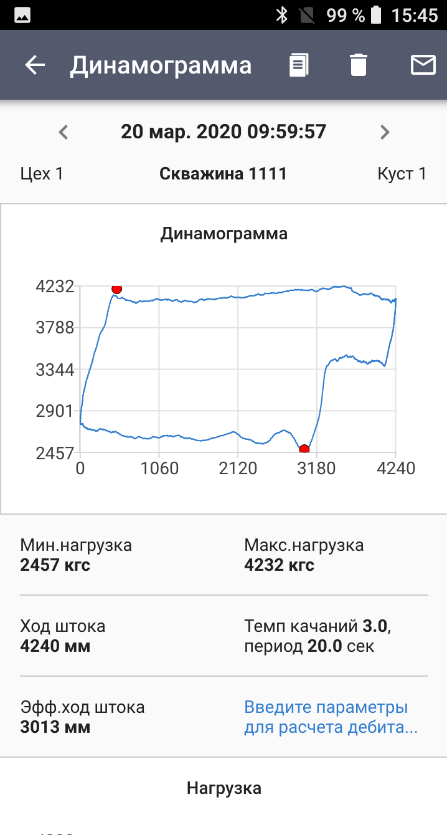 99 % 15:45
Динамограмма
20 мар. 2020 09:59:57
Цех 1 Скважина 1111 Куст 1
Динамограмма
4232
3788
3344
2901
2457
0 1060 2120 3180 4240
Мин.нагрузка Макс.нагрузка
2457 кгс 4232 кгс
Ход штока Темп качаний 3.0,
4240 мм период 20.0 сек
Эфф.ход штока Введите параметры
3013 мм для расчета дебита...
Нагрузка